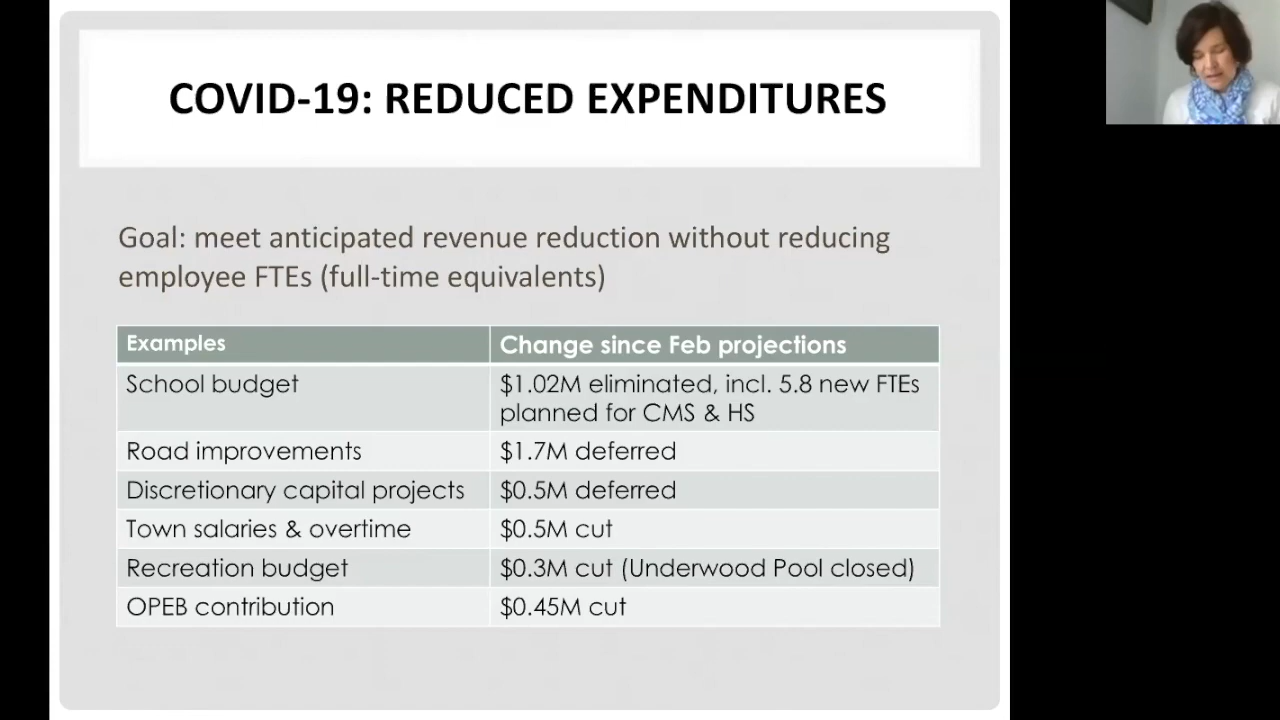 COVID-19: REDUCED EXPENDITURES
Goal: meet anticipated revenue reduction without reducing
employee FTEs (full-time equivalents)
Examples
Change since Feb projections
School budget
$1.02M eliminated, incl. 5.8 new FTEs
planned for CMS & HS
Road improvements
$1.7M deferred
Discretionary capital projects
$0.5M deferred
Town salaries & overtime
$0.5M cut
Recreation budget
$0.3M cut (Underwood Pool closed)
OPEB contribution
$0.45M cut